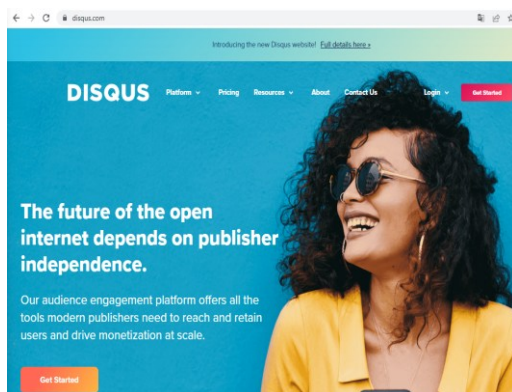 disqus.com
Introducing the new Disqus website! Full details here »
DISQUS Platform Pricing Resources About Contact Us Login Get Started
The future of the open
internet depends on publisher
independence.
Our audience engagement platform offers all the
tools modern publishers need to reach and retain
users and drive monetization at scale.
Get Started